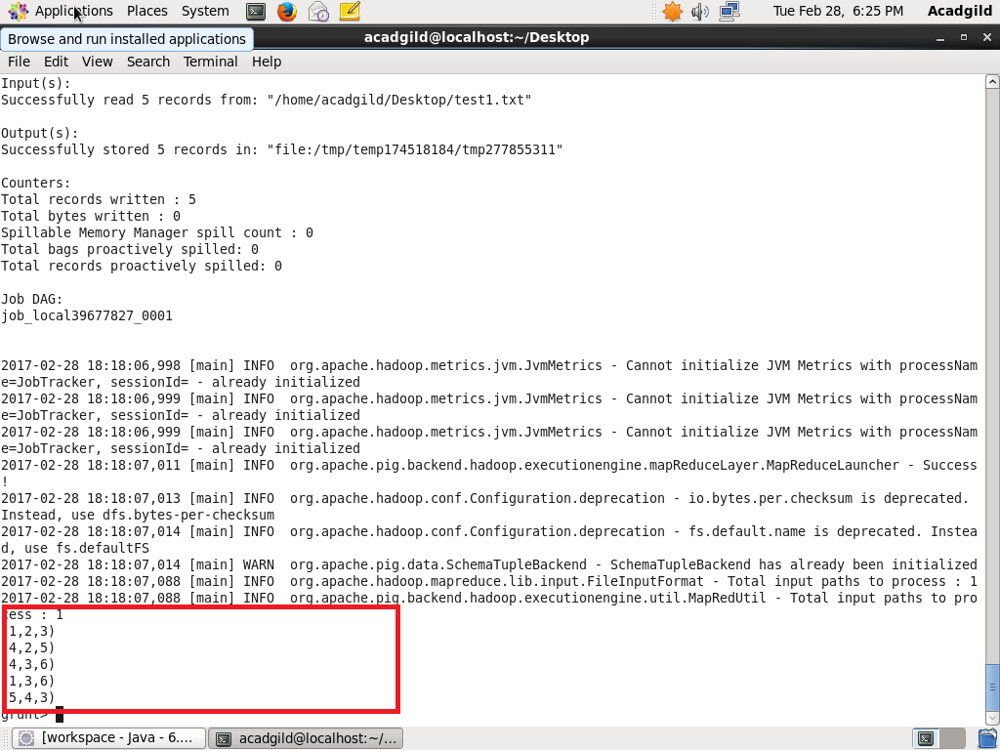 Applications Places System Tue Feb 28, 6:25 PM Acadgild
Browse and run installed applications
acadgild@localhost:~/Desktop
File Edit View Search Terminal Help
Input(s):
Successfully read 5 records from: "/home/acadgild/Desktop/test1.txt"
Output(s):
Successfully stored 5 records in: "file:/tmp/temp174518184/tmp277855311"
Counters:
Total records written : 5
Total bytes written : 0
Spillable Memory Manager spill count : 0
Total bags proactively spilled: 0
Total records proactively spilled: 0
Job DAG:
job_local39677827_0001
2017-02-28 18:18:06,998 [main] INFO  org.apache.hadoop.metrics.jvm.JvmMetrics - Cannot initialize JVM Metrics with processNam
e=JobTracker, sessionId= - already initialized
2017-02-28 18:18:06,999 [main] INFO  org.apache.hadoop.metrics.jvm.JvmMetrics - Cannot initialize JVM Metrics with processNam
e=JobTracker, sessionId= - already initialized
2017-02-28 18:18:06,999 [main] INFO  org.apache.hadoop.metrics.jvm.JvmMetrics - Cannot initialize JVM Metrics with processNam
e=JobTracker, sessionId= - already initialized
2017-02-28 18:18:07,011 [main] INFO  org.apache.pig.backend.hadoop.executionengine.mapReduceLayer.MapReduceLauncher - Success
!
2017-02-28 18:18:07,013 [main] INFO  org.apache.hadoop.conf.Configuration.deprecation - io.bytes.per.checksum is deprecated.
Instead, use dfs.bytes-per-checksum
2017-02-28 18:18:07,014 [main] INFO  org.apache.hadoop.conf.Configuration.deprecation - fs.default.name is deprecated. Instea
d, use fs.defaultFS
2017-02-28 18:18:07,014 [main] WARN  org.apache.pig.data.SchemaTupleBackend - SchemaTupleBackend has already been initialized
2017-02-28 18:18:07,088 [main] INFO  org.apache.hadoop.mapreduce.lib.input.FileInputFormat - Total input paths to process : 1
2017-02-28 18:18:07,088 [main] INFO  org.apache.pig.backend.hadoop.executionengine.util.MapRedUtil - Total input paths to pro
cess : 1
1,2,3)
4,2,5)
4,3,6)
1,3,6)
5,4,3)
grunt>
[workspace - Java - 6.... acadgild@localhost:~/...